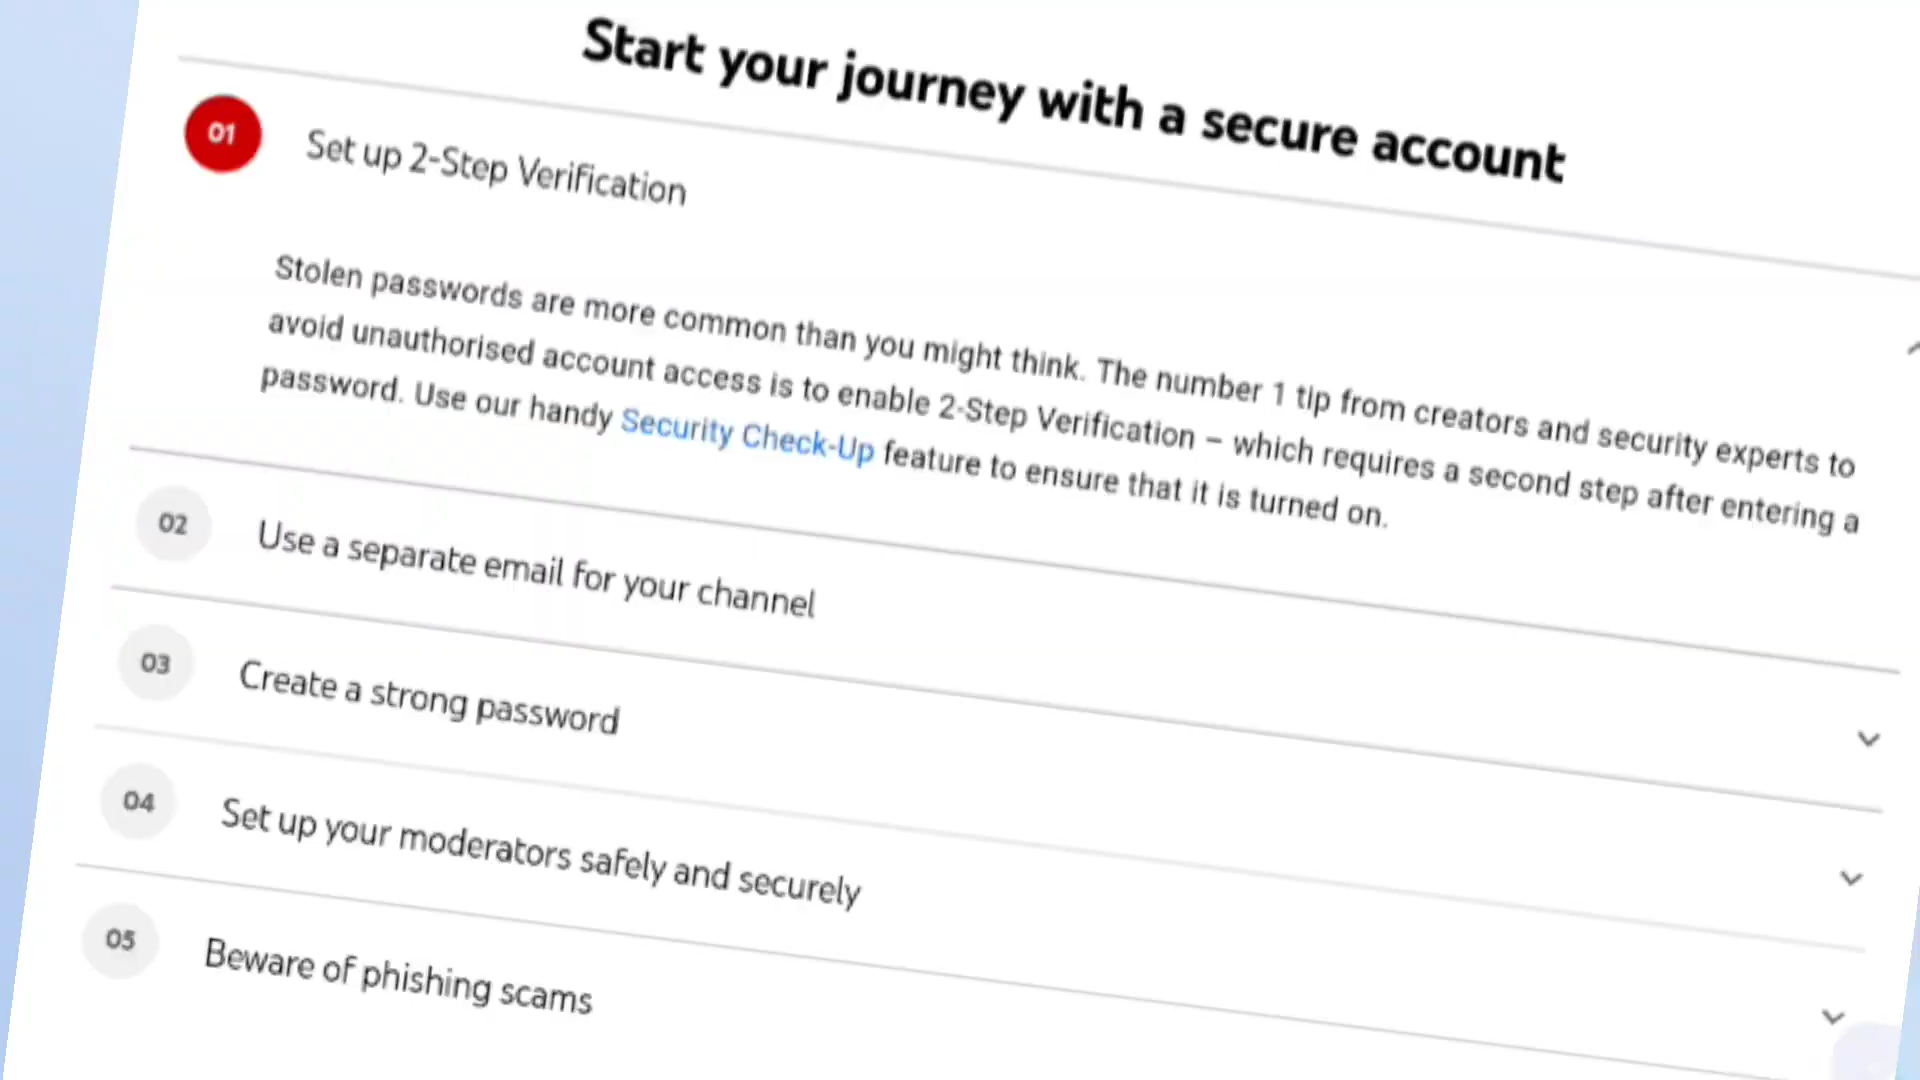 Start your journey with a secure account
01
Set up 2-Step Verification
Stolen passwords are more common than you might think. The number 1 tip from creators and security experts to
avoid unauthorised account access is to enable 2-Step Verification – which requires a second step after entering a
password. Use our handy Security Check-Up feature to ensure that it is turned on.
02
Use a separate email for your channel
03
Create a strong password
04
Set up your moderators safely and securely
05
Beware of phishing scams